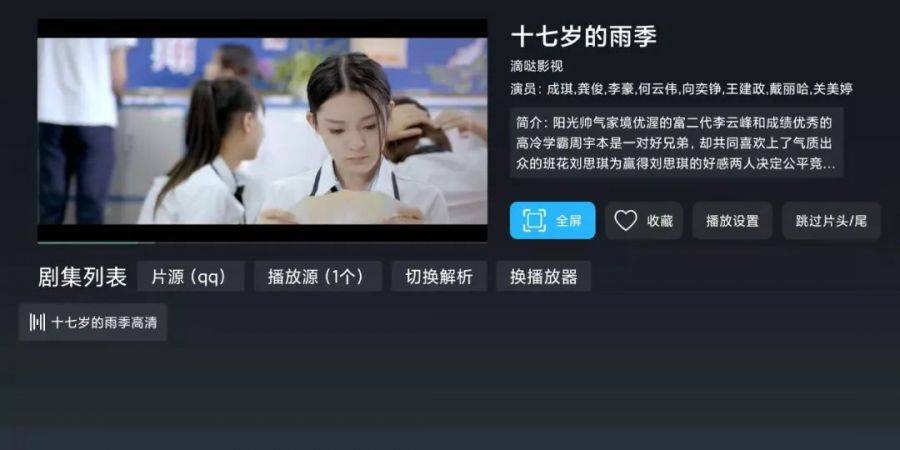 十七岁的雨季
滴哒影视
演员：成琪,龚俊,李豪,何云伟,向奕铮,王建政,戴丽哈,关美婷
简介：阳光帅气家境优渥的富二代李云峰和成绩优秀的
高冷学霸周宇本是一对好兄弟，却共同喜欢上了气质出
众的班花刘思琪为赢得刘思琪的好感两人决定公平竞...
全屏
收藏
播放设置
跳过片头/尾
剧集列表
片源（qq）
播放源（1个）
切换解析
换播放器
十七岁的雨季高清